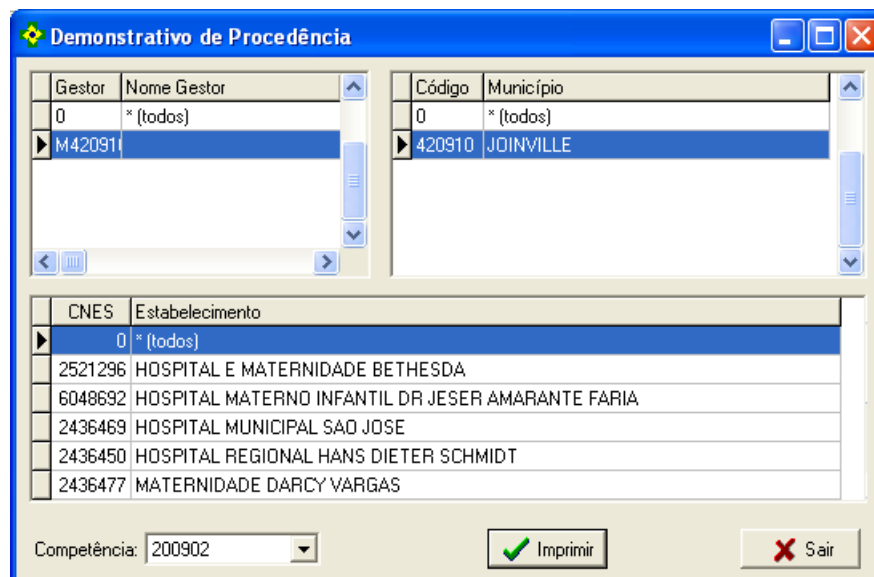 Demonstrativo de Procedência
Gestor Nome Gestor
0 * (todos)
M42091
Código Município
0 * (todos)
420910 JOINVILLE
CNES Estabelecimento
0 * (todos)
2521296 HOSPITAL E MATERNIDADE BETHESDA
6048692 HOSPITAL MATERNO INFANTIL DR JESER AMARANTE FARIA
2436469 HOSPITAL MUNICIPAL SAO JOSE
2436450 HOSPITAL REGIONAL HANS DIETER SCHMIDT
2436477 MATERNIDADE DARCY VARGAS
Competência: 200902
Imprimir
Sair